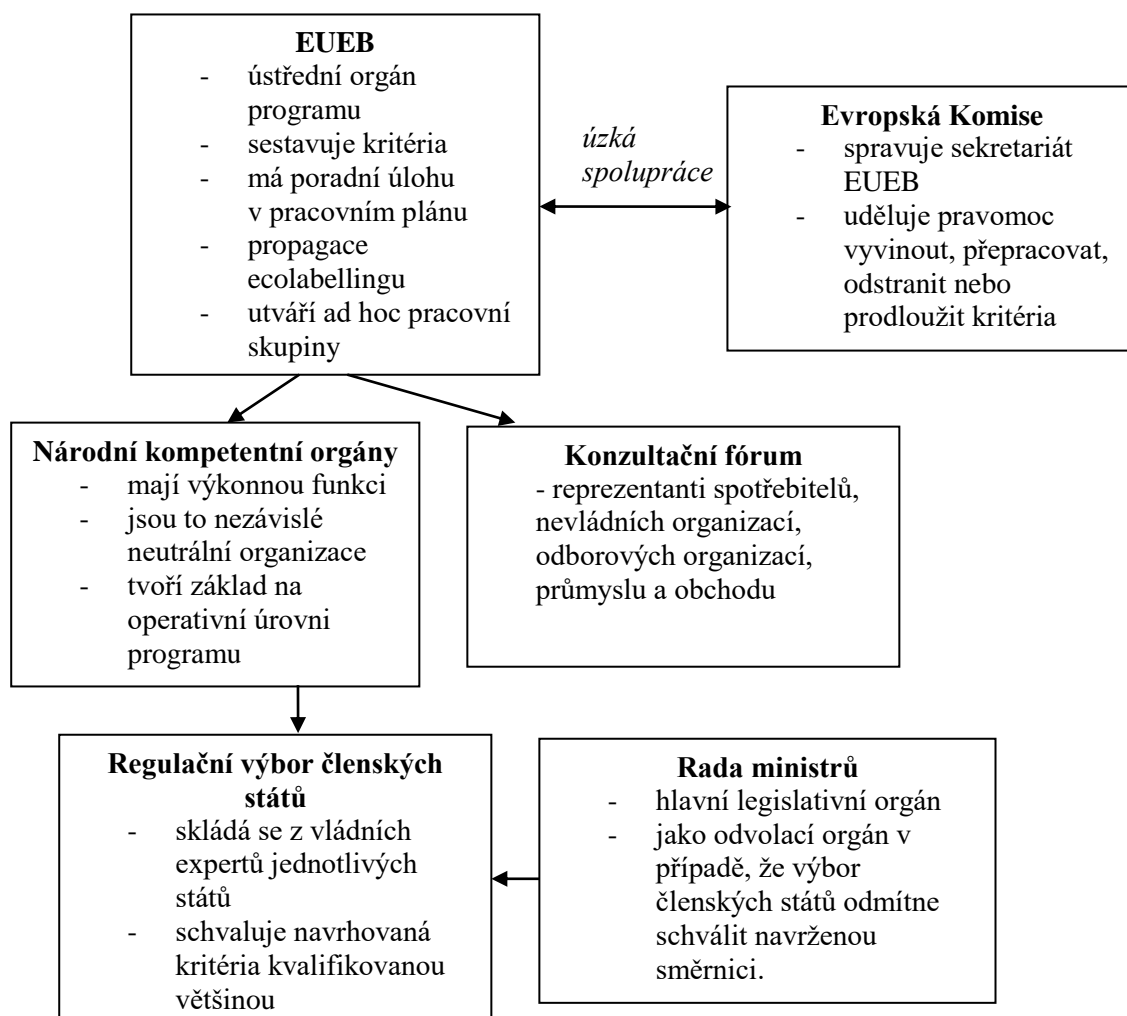 EUEB
- ústřední orgán
programu
- sestavuje kritéria
- má poradní úlohu
v pracovním plánu
- propagace
ecolabellingu
- utváří ad hoc pracovní
skupiny
úzká
spolupráce
Evropská Komise
- spravuje sekretariát
EUEB
- uděluje pravomoc
vyvinout, přepracovat,
odstranit nebo
prodloužit kritéria
Národní kompetentní orgány
- mají výkonnou funkci
- jsou to nezávislé
neutrální organizace
- tvoří základ na
operativní úrovni
programu
Konzultační fórum
- reprezentanti spotřebitelů,
nevládních organizací,
odborových organizací,
průmyslu a obchodu
Regulační výbor členských
států
- skládá se z vládních
expertů jednotlivých
států
- schvaluje navrhovaná
kritéria kvalifikovanou
většinou
Rada ministrů
- hlavní legislativní orgán
- jako odvolací orgán v
případě, že výbor
členských států odmítne
schválit navrženou
směrnici.